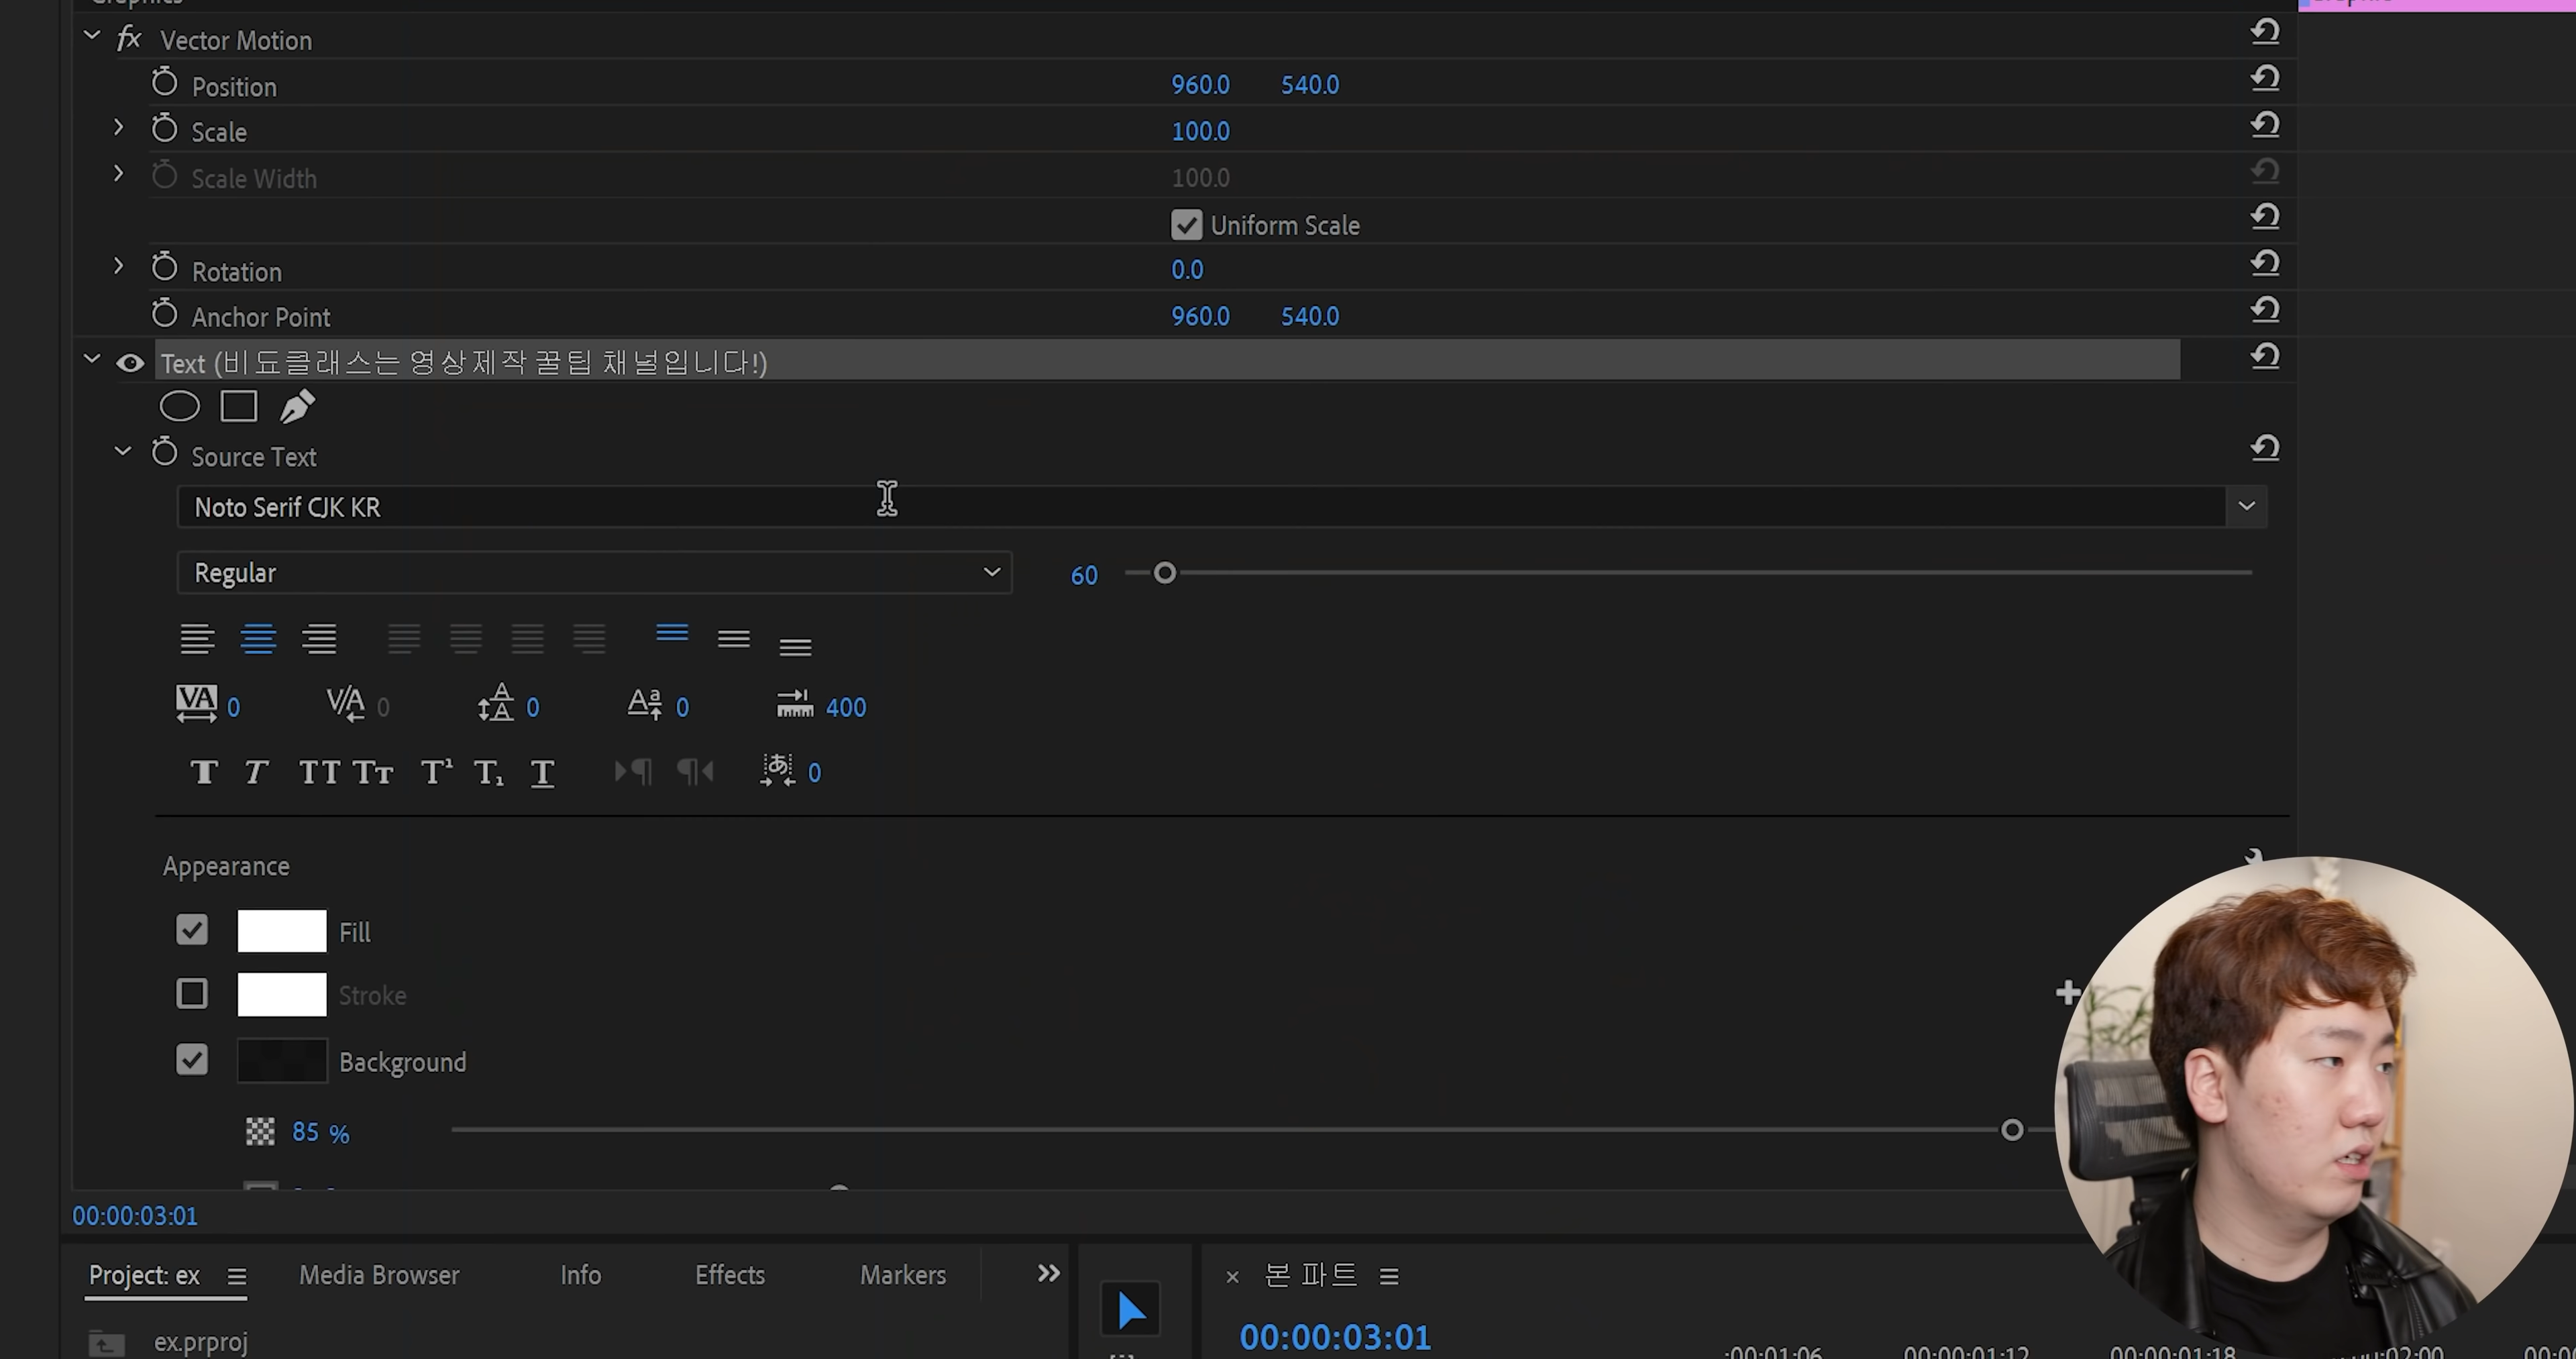 Vector Motion
Position 960.0 540.0
Scale 100.0
Scale Width 100.0
Uniform Scale
Rotation 0.0
Anchor Point 960.0 540.0
Text (비됴클래스는 영상제작 꿀팁 채널입니다!)
Source Text
Noto Serif CJK KR
Regular 60
0 0 0 0 400
0
Appearance
Fill
Stroke
Background
85 %
00:00:03:01
Project: ex Media Browser Info Effects Markers
본 파트
ex.prproj
00:00:03:01